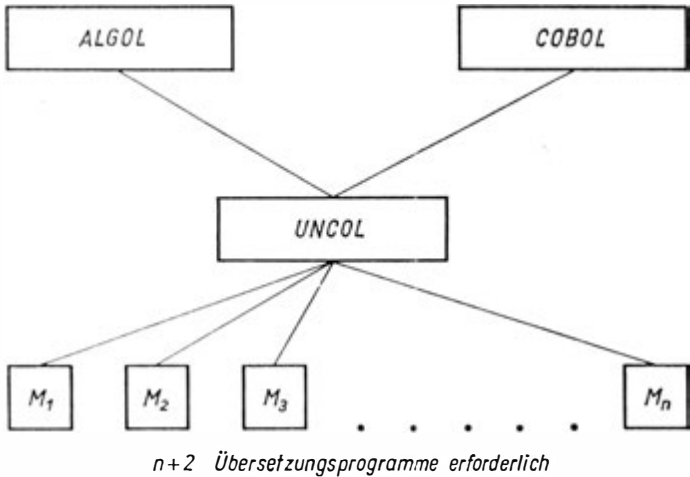 ALGOL COBOL
UNCOL
M₁ M₂ M₃ . . . . . Mₙ
n+2 Übersetzungsprogramme erforderlich